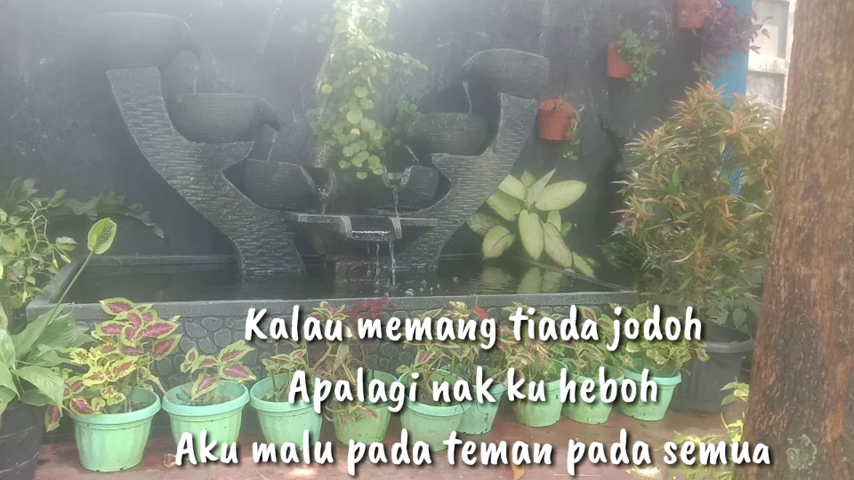 Kalau memang tiada jodoh
Apalagi nak ku heboh
Aku malu pada teman pada semua